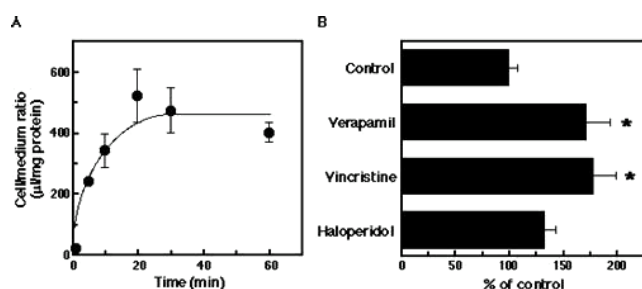 A
Cell/medium ratio
(µl/mg protein)
600
400
200
0
0
20
40
60
Time (min)
B
Control
Verapamil
*
Vincristine
*
Haloperidol
0
50
100
150
200
% of control